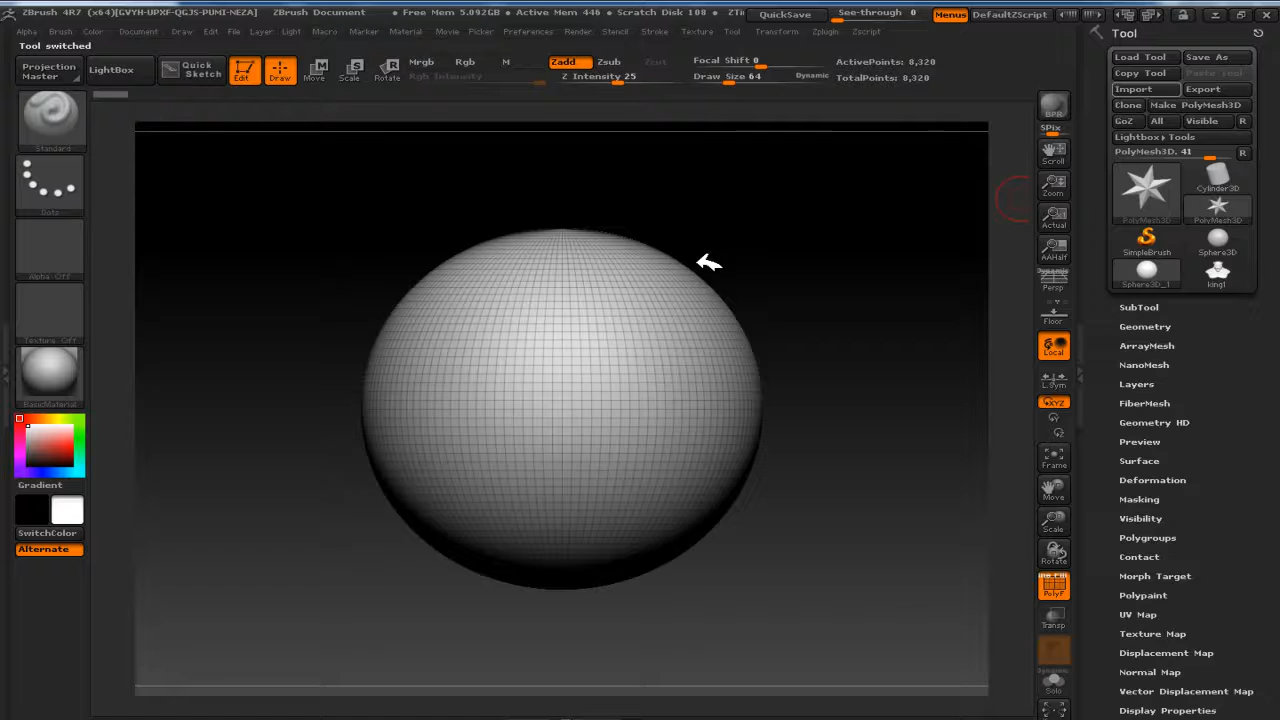 ZBrush 4R7 (x64)[GVYH-UPXF-QGJS-PUMI-NEZA] ZBrush Document • Free Mem 5.092GB • Active Mem 446 • Scratch Disk 108 • QuickSave See-through 0 Menus DefaultZScript
Alpha Brush Color Document Draw Edit File Layer Light Macro Marker Material Movie Picker Preferences Render Stencil Stroke Texture Tool Transform Zplugin Zscript
Tool switched
Projection Master
LightBox
Quick Sketch
Edit
Draw
Move
Scale
Rotate
Mrgb Rgb M
Rgb Intensity
Zadd Zsub Zcut
Z Intensity 25
Focal Shift 0
Draw Size 64 Dynamic
ActivePoints: 8,320
TotalPoints: 8,320
Standard
Dots
Alpha Off
Texture Off
BasicMaterial
Gradient
SwitchColor
Alternate
BPR
SPix
Scroll
Zoom
Actual
AAHalf
Dynamic
Persp
Floor
Local
L.Sym
XYZ
Frame
Move
Scale
Rotate
Line Fill
PolyF
Transp
Dynamic
Solo
Tool
Load Tool Save As
Copy Tool Paste Tool
Import Export
Clone Make PolyMesh3D
GoZ All Visible R
Lightbox▸Tools
PolyMesh3D. 41 R
PolyMesh3D
Cylinder3D
PolyMesh3D
SimpleBrush Sphere3D
Sphere3D_1 king1
SubTool
Geometry
ArrayMesh
NanoMesh
Layers
FiberMesh
Geometry HD
Preview
Surface
Deformation
Masking
Visibility
Polygroups
Contact
Morph Target
Polypaint
UV Map
Texture Map
Displacement Map
Normal Map
Vector Displacement Map
Display Properties